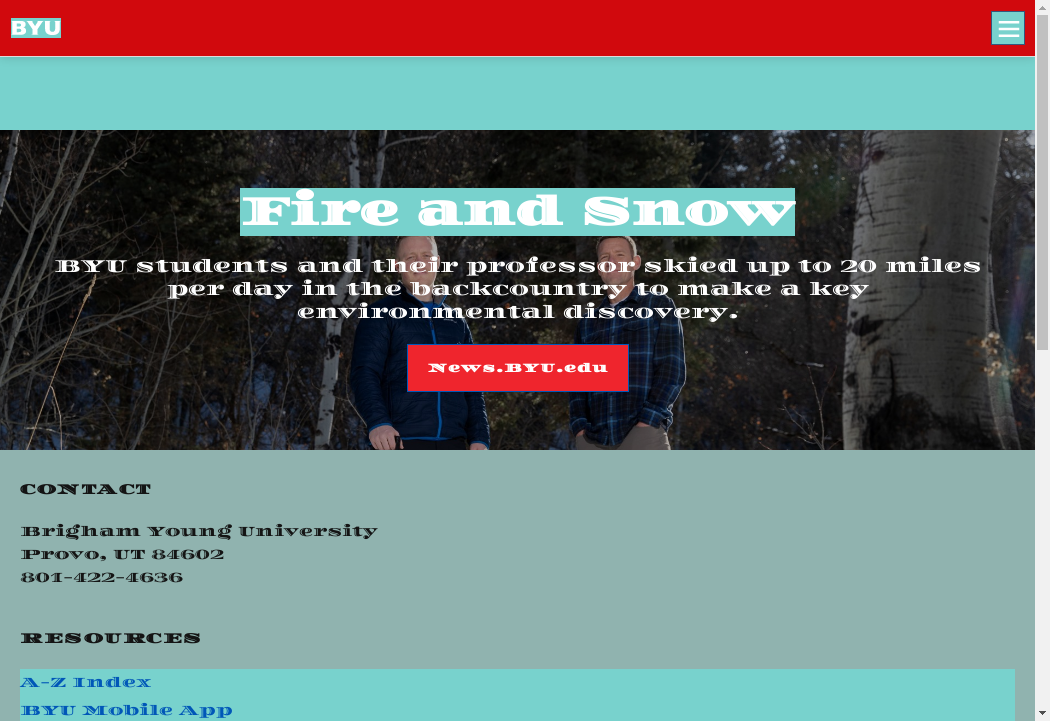 BYU
Fire and Snow
BYU students and their professor skied up to 20 miles
per day in the backcountry to make a key
environmental discovery.
News.BYU.edu
CONTACT
Brigham Young University
Provo, UT 84602
801-422-4636
RESOURCES
A-Z Index
BYU Mobile App